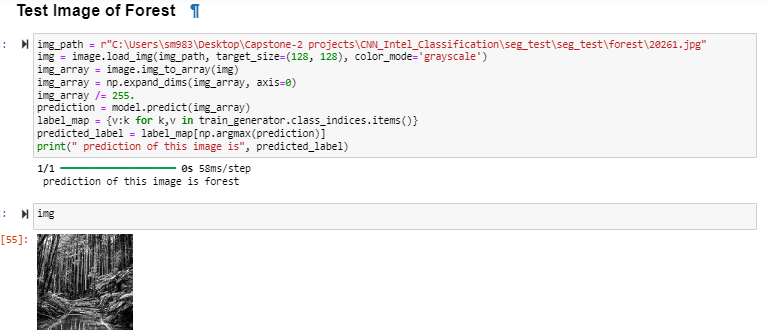 Test Image of Forest ¶
: img_path = r"C:\Users\sm983\Desktop\Capstone-2 projects\CNN_Intel_Classification\seg_test\seg_test\forest\20261.jpg"
img = image.load_img(img_path, target_size=(128, 128), color_mode='grayscale')
img_array = image.img_to_array(img)
img_array = np.expand_dims(img_array, axis=0)
img_array /= 255.
prediction = model.predict(img_array)
label_map = {v:k for k,v in train_generator.class_indices.items()}
predicted_label = label_map[np.argmax(prediction)]
print(" prediction of this image is", predicted_label)
1/1 ━━━━━━━━━━━━━━━━━━━━ 0s 58ms/step
prediction of this image is forest
: img
[55]: